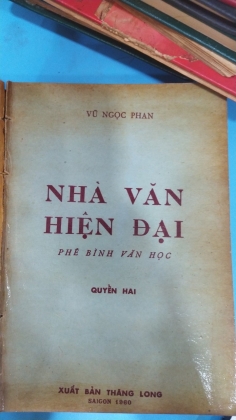 VŨ NGỌC PHAN
NHÀ VĂN
HIỆN ĐẠI
PHÊ BÌNH VĂN HỌC
QUYỂN HAI
XUẤT BẢN THĂNG LONG
SAIGON 1960